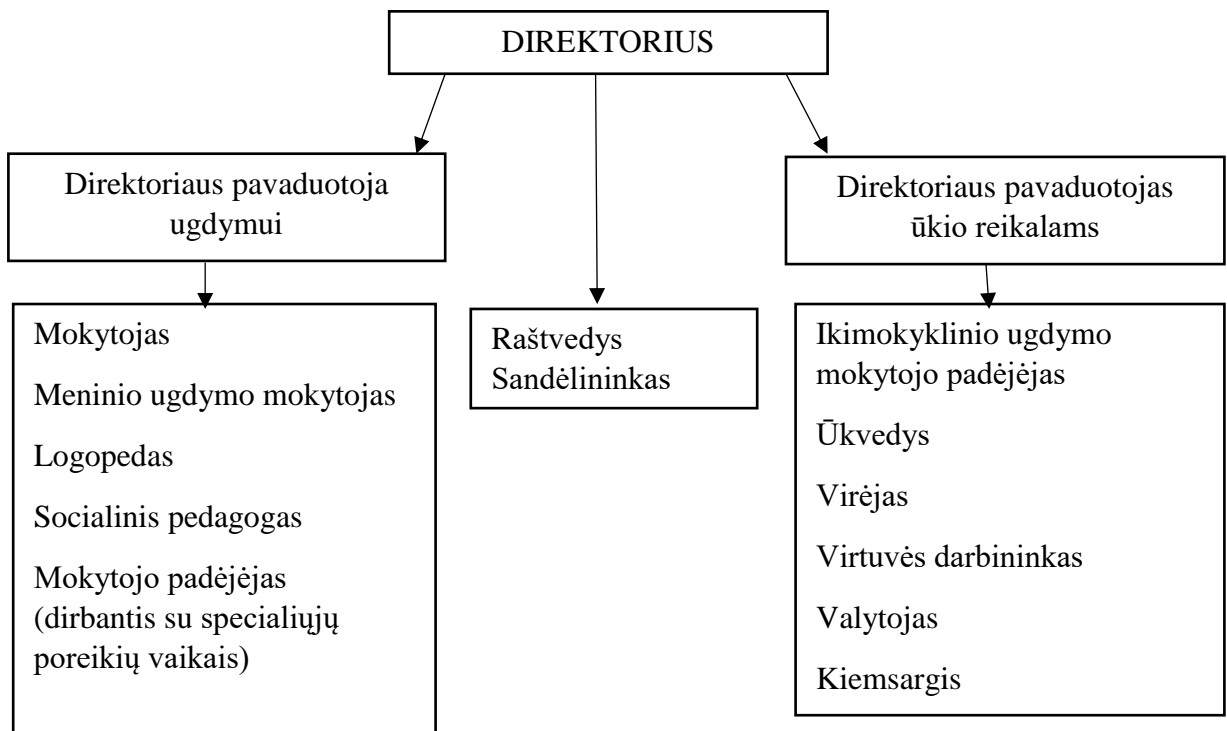 DIREKTORIUS
Direktoriaus pavaduotoja
ugdymui
Direktoriaus pavaduotojas
ūkio reikalams
Mokytojas
Meninio ugdymo mokytojas
Logopedas
Socialinis pedagogas
Mokytojo padėjėjas
(dirbantis su specialiųjų
poreikių vaikais)
Raštvedys
Sandėlininkas
Ikimokyklinio ugdymo
mokytojo padėjėjas
Ūkvedys
Virėjas
Virtuvės darbininkas
Valytojas
Kiemsargis